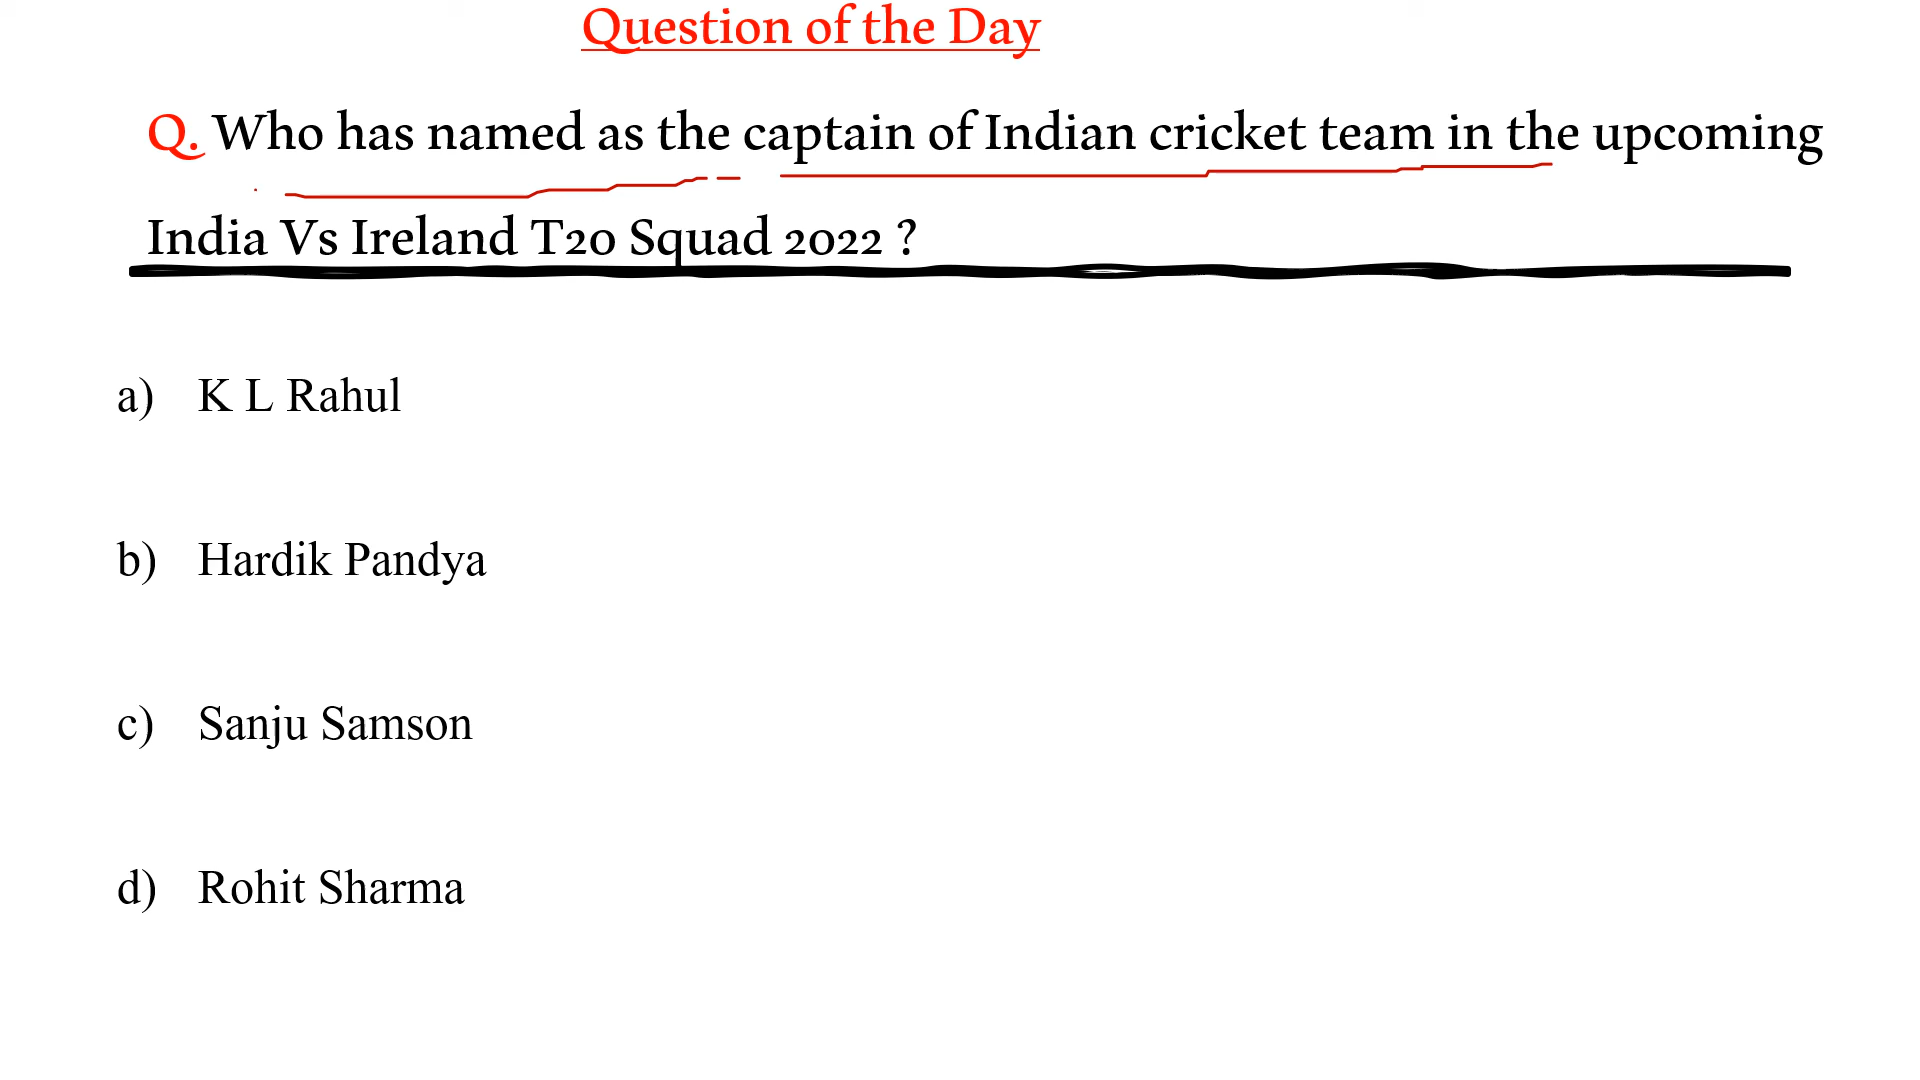 Question of the Day
Q. Who has named as the captain of Indian cricket team in the upcoming
India Vs Ireland T20 Squad 2022 ?
a) K L Rahul
b) Hardik Pandya
c) Sanju Samson
d) Rohit Sharma